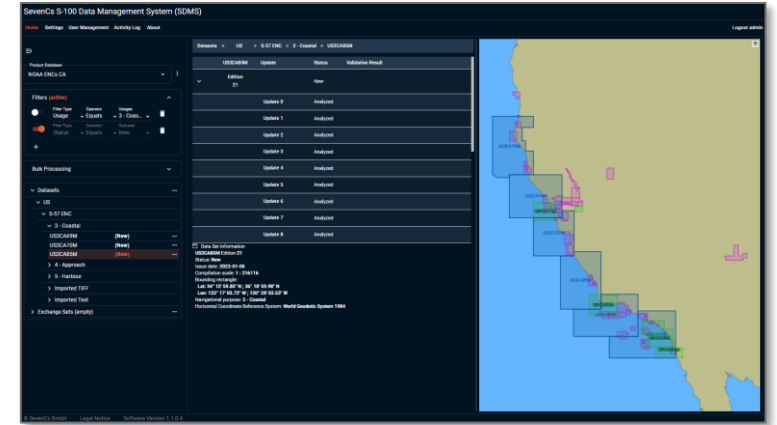 SevenCs S-100 Data Management System (SDMS)
Home Settings User Management Activity Log About
Logout admin
Product Database
NOAA ENCs CA
Filters (active)
Filter Type Operator Usages
Usage Equals 3 - Coas...
Filter Type Operator Statuses
Status Equals New
Bulk Processing
Datasets
US
S-57 ENC
3 - Coastal
US3CA69M (New)
US3CA70M (New)
US3CA85M (New)
4 - Approach
5 - Harbour
Imported TIFF
Imported Text
Exchange Sets (empty)
Datasets > US > S-57 ENC > 3 - Coastal > US3CA85M
US3CA85M Update Status Validation Result
Edition 21 New
Update 0 Analyzed
Update 1 Analyzed
Update 2 Analyzed
Update 3 Analyzed
Update 4 Analyzed
Update 5 Analyzed
Update 6 Analyzed
Update 7 Analyzed
Update 8 Analyzed
Data Set Information
US3CA85M Edition 21
Status: New
Issue date: 2022-01-06
Compilation scale: 1 : 216116
Bounding rectangle:
Navigational purpose: 3 - Coastal
Horizontal Coordinate Reference System: World Geodetic System 1984
© SevenCs GmbH Legal Notice Software Version 1.1.0.4